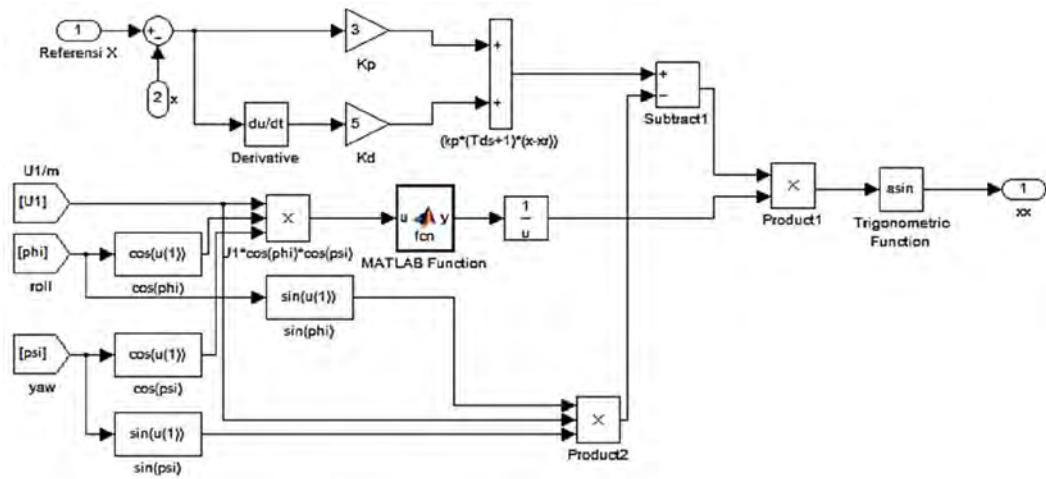 1
Referensi X
+
−
2
x
3
Kp
du/dt
Derivative
5
Kd
+
+
(kp*(Tds+1)*(x-xr))
+
−
Subtract1
U1/m
[U1]
[phi]
roll
cos(u(1))
cos(phi)
×
U1*cos(phi)*cos(psi)
u
y
fcn
MATLAB Function
1
u
×
Product1
asin
Trigonometric
Function
1
xx
sin(u(1))
sin(phi)
[psi]
yaw
cos(u(1))
cos(psi)
sin(u(1))
sin(psi)
×
Product2